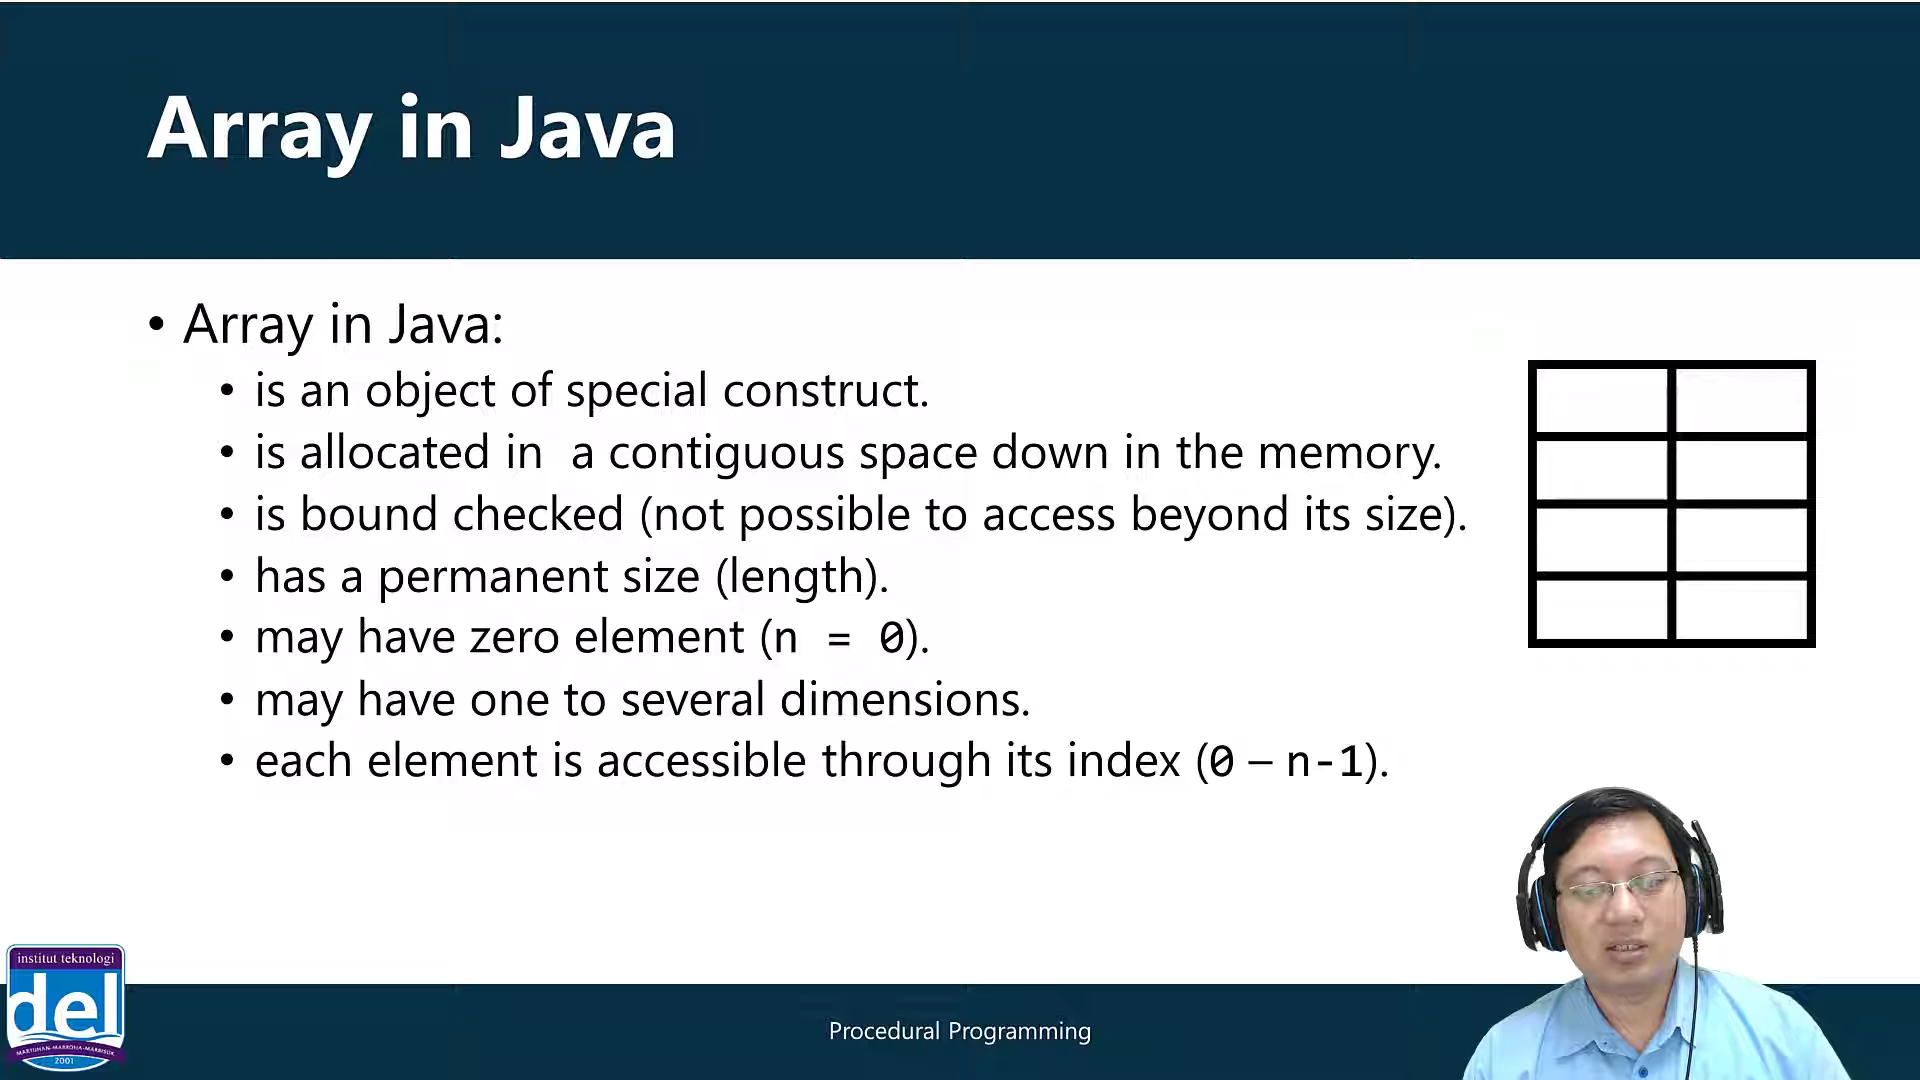 Array in Java
• Array in Java:
• is an object of special construct.
• is allocated in  a contiguous space down in the memory.
• is bound checked (not possible to access beyond its size).
• has a permanent size (length).
• may have zero element (n = 0).
• may have one to several dimensions.
• each element is accessible through its index (0 – n-1).
institut teknologi
del
MARTUHAN-MARROHA-MARBISUK
2001
Procedural Programming